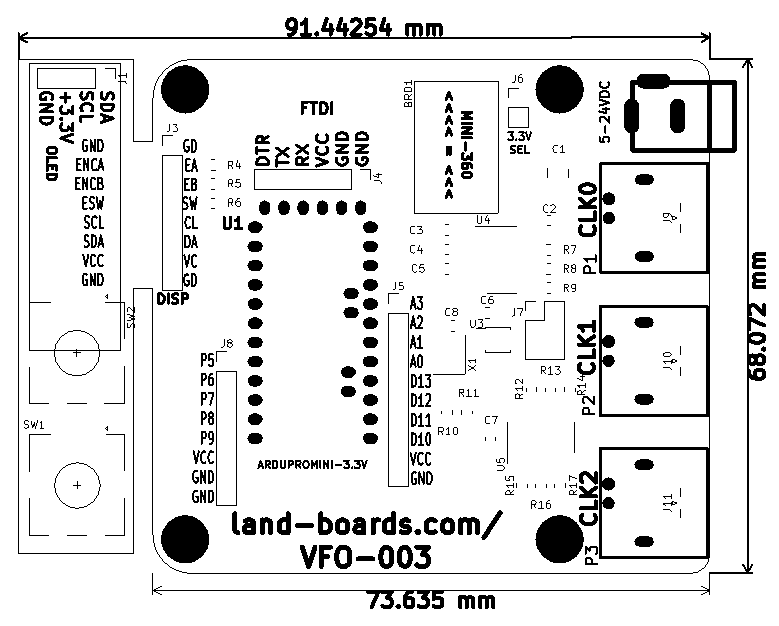 91.44254 mm
J1
GND
+3.3V
SCL
SDA
OLED
GND
ENCA
ENCB
ESW
SCL
SDA
VCC
GND
J3
GD
EA
EB
SW
CL
DA
VC
GD
DISP
R4
R5
R6
FTDI
DTR
TX
RX
VCC
GND
GND
J4
U1
BRD1
MINI-360
J6
3.3V
SEL
5-24VDC
C1
C2
U4
C3
C4
C5
R7
R8
R9
CLK0
P1
J9
J5
A3
A2
A1
A0
D13
D12
D11
D10
VCC
GND
C6
C8
U3
J7
X1
R13
R12
R14
R11
R10
C7
U5
R15
R16
R17
CLK1
P2
J10
CLK2
P3
J11
SW2
SW1
J8
P5
P6
P7
P8
P9
VCC
GND
GND
ARDUPROMINI-3.3V
land-boards.com/
VFO-003
68.072 mm
73.635 mm